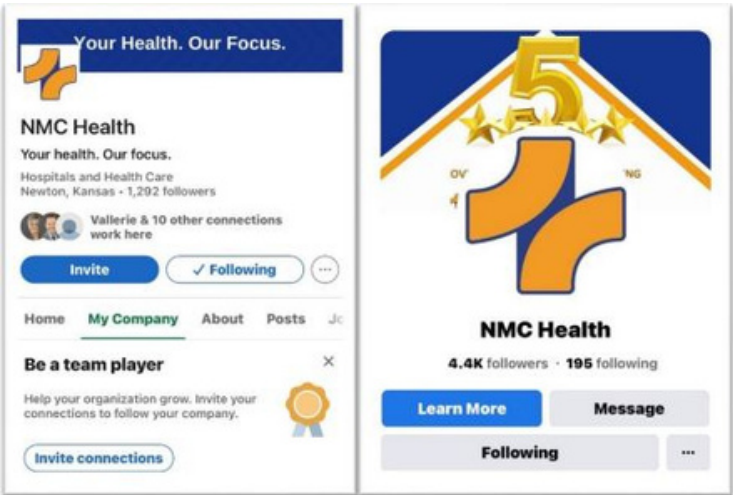 Your Health. Our Focus.
NMC Health
Your health. Our focus.
Hospitals and Health Care
Newton, Kansas • 1,292 followers
Vallerie & 10 other connections
work here
Invite
✓ Following
Home My Company About Posts
Be a team player
Help your organization grow. Invite your
connections to follow your company.
Invite connections
5
NMC Health
4.4K followers · 195 following
Learn More
Message
Following